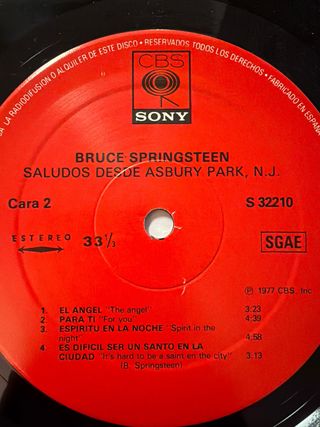 DA LA RADIODIFUSION O ALQUILER DE ESTE DISCO • RESERVADOS TODOS LOS DERECHOS • FABRICADO EN ESPAÑA
CBS
SONY
BRUCE SPRINGSTEEN
SALUDOS DESDE ASBURY PARK, N.J.
Cara 2
S 32210
ESTEREO
33⅓
SGAE
Ⓟ 1977 CBS, Inc
1. EL ANGEL "The angel" 3:23
2. PARA TI "For you" 4:39
3. ESPIRITU EN LA NOCHE "Spirit in the
night" 4:58
4. ES DIFICIL SER UN SANTO EN LA
CIUDAD "It's hard to be a saint en the city" 3:13
(B. Springsteen)